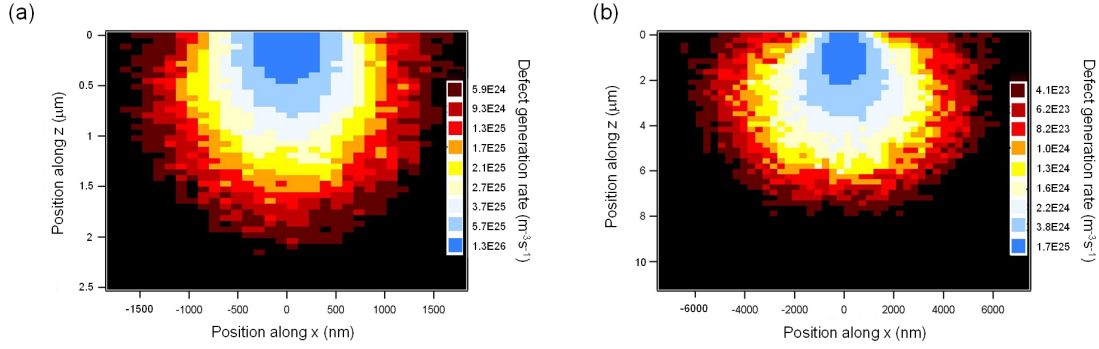 (a)
0
0.5
1
1.5
2
2.5
Position along z (μm)
-1500
-1000
-500
0
500
1000
1500
Position along x (nm)
5.9E24
9.3E24
1.3E25
1.7E25
2.1E25
2.7E25
3.7E25
5.7E25
1.3E26
Defect generation rate (m⁻³s⁻¹)
(b)
0
2
4
6
8
10
Position along z (μm)
-6000
-4000
-2000
0
2000
4000
6000
Position along x (nm)
4.1E23
6.2E23
8.2E23
1.0E24
1.3E24
1.6E24
2.2E24
3.8E24
1.7E25
Defect generation rate (m⁻³s⁻¹)